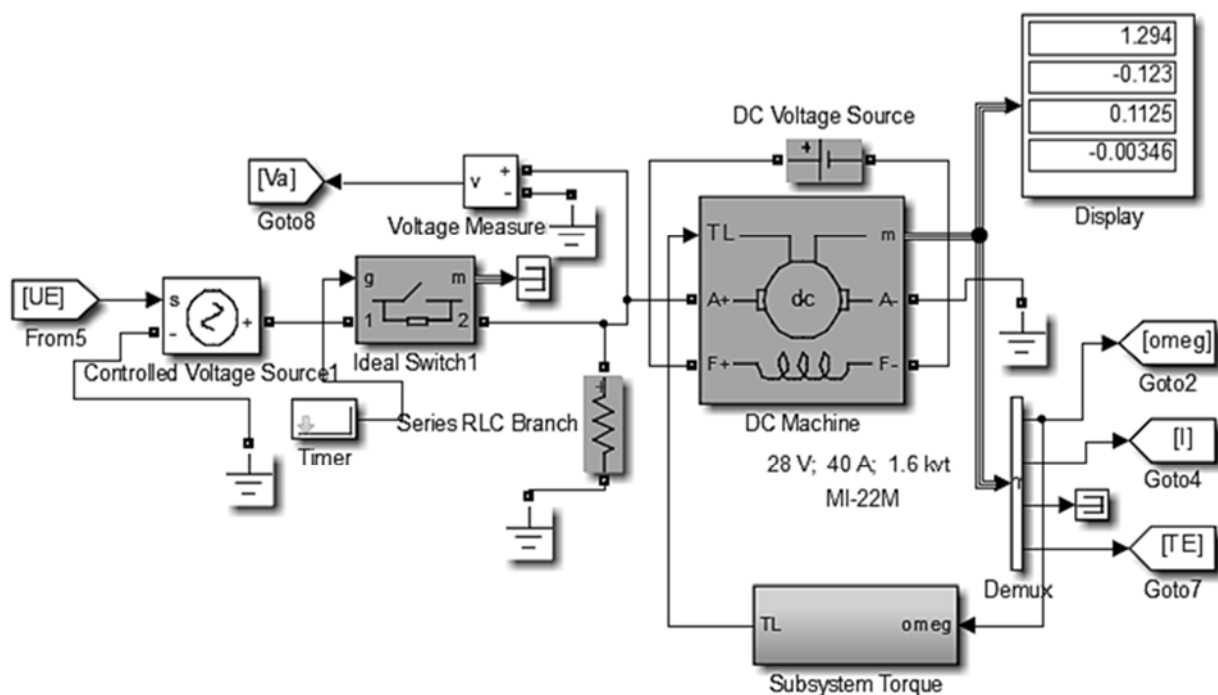 1.294
-0.123
0.1125
-0.00346
Display
DC Voltage Source
+
[Va]
Goto8
v
+
-
Voltage Measure
TL
m
dc
A+
A-
F+
F-
DC Machine
28 V; 40 A; 1.6 kvt
MI-22M
[UE]
From5
s
-
+
Controlled Voltage Source1
g
m
1
2
Ideal Switch1
Timer
Series RLC Branch
+
[omeg]
Goto2
[I]
Goto4
[TE]
Goto7
m
Demux
TL
omeg
Subsystem Torque